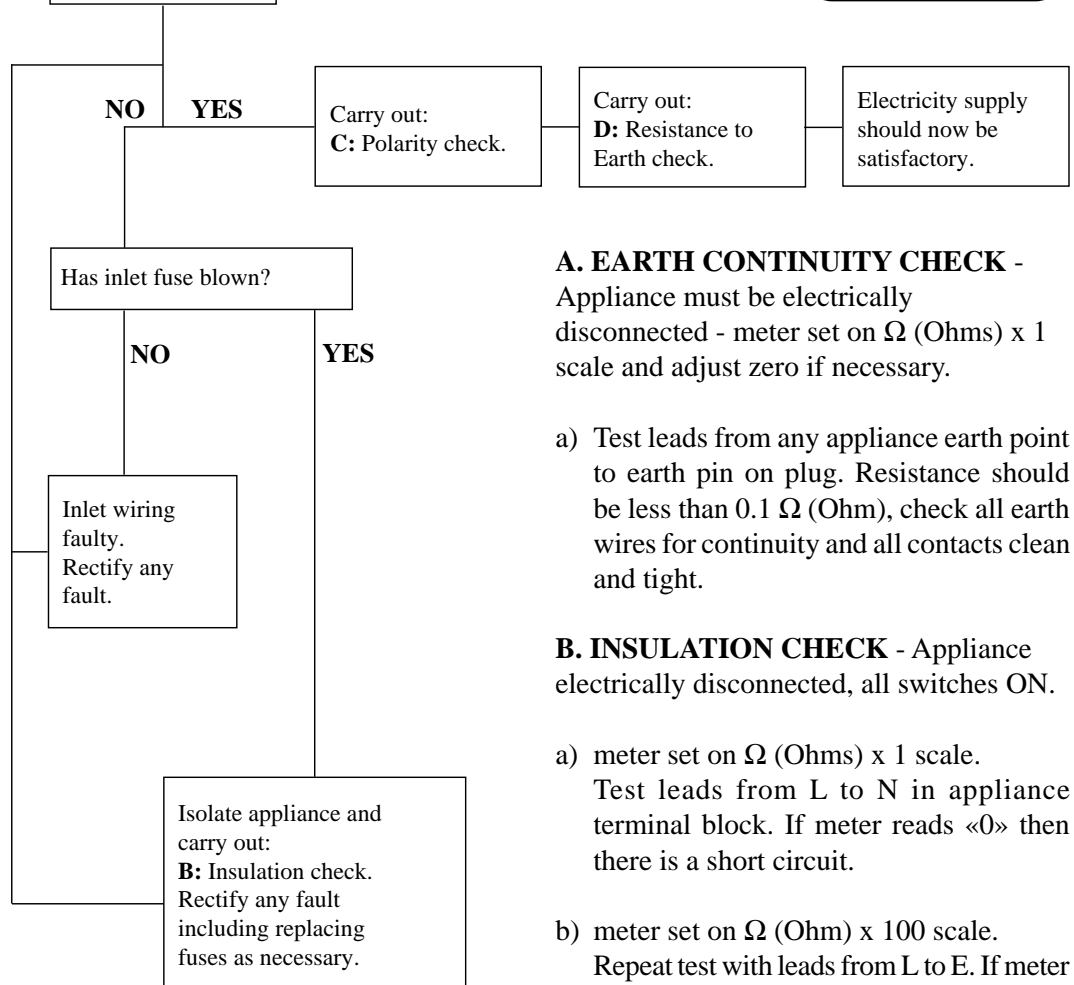 NO YES
Carry out:
C: Polarity check.
Carry out:
D: Resistance to
Earth check.
Electricity supply
should now be
satisfactory.
Has inlet fuse blown?
NO YES
Inlet wiring
faulty.
Rectify any
fault.
Isolate appliance and
carry out:
B: Insulation check.
Rectify any fault
including replacing
fuses as necessary.
A. EARTH CONTINUITY CHECK -
Appliance must be electrically
disconnected - meter set on Ω (Ohms) x 1
scale and adjust zero if necessary.
a) Test leads from any appliance earth point
to earth pin on plug. Resistance should
be less than 0.1 Ω (Ohm), check all earth
wires for continuity and all contacts clean
and tight.
B. INSULATION CHECK - Appliance
electrically disconnected, all switches ON.
a) meter set on Ω (Ohms) x 1 scale.
Test leads from L to N in appliance
terminal block. If meter reads «0» then
there is a short circuit.
b) meter set on Ω (Ohm) x 100 scale.
Repeat test with leads from L to E. If meter